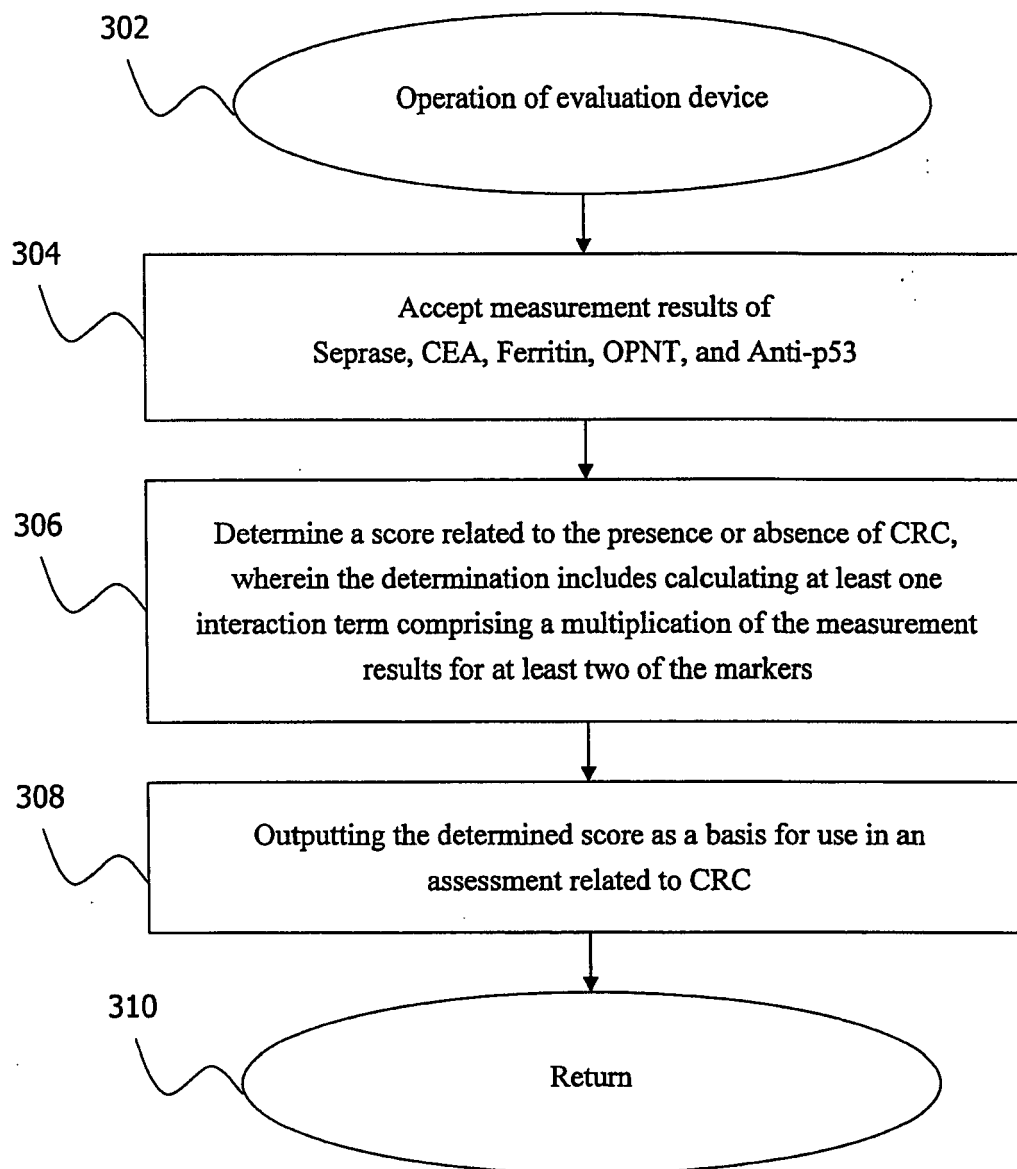 302
Operation of evaluation device
304
Accept measurement results of
Seprase, CEA, Ferritin, OPNT, and Anti-p53
306
Determine a score related to the presence or absence of CRC,
wherein the determination includes calculating at least one
interaction term comprising a multiplication of the measurement
results for at least two of the markers
308
Outputting the determined score as a basis for use in an
assessment related to CRC
310
Return